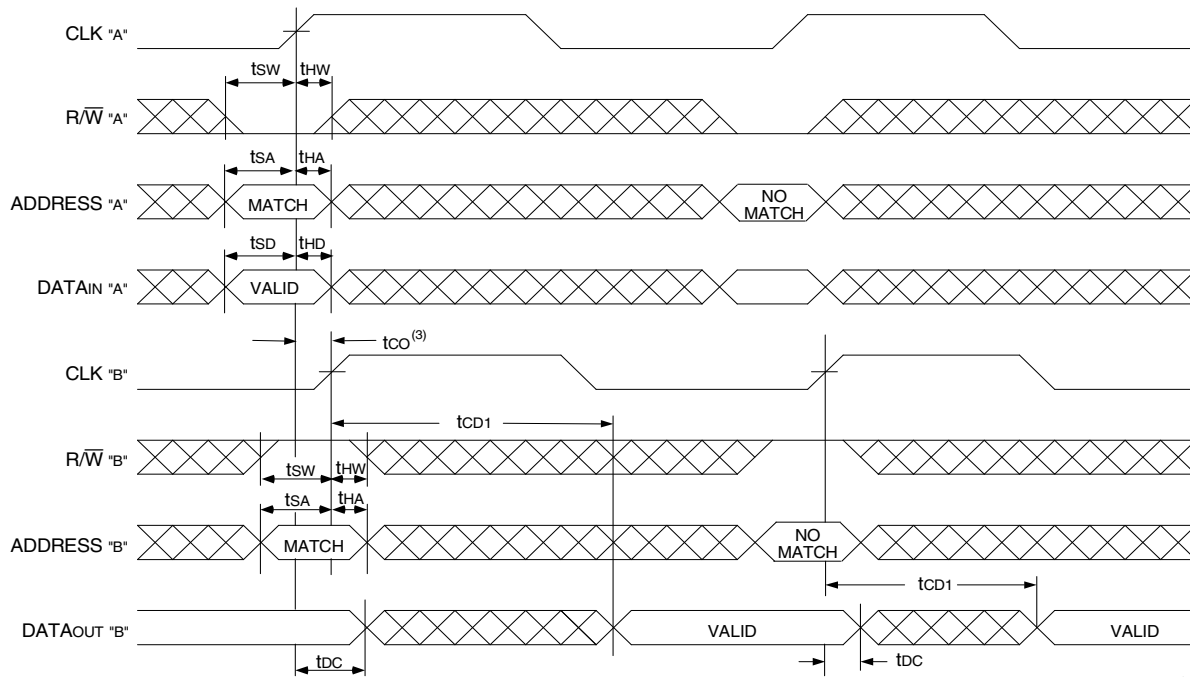 CLK "A"
tSW tHW
R/W̅ "A"
tSA tHA
ADDRESS "A" MATCH NO MATCH
tSD tHD
DATAIN "A" VALID
tCO(3)
CLK "B"
tCD1
R/W̅ "B"
tSW tHW
tSA tHA
ADDRESS "B" MATCH NO MATCH
tCD1
DATAOUT "B" VALID VALID
tDC tDC